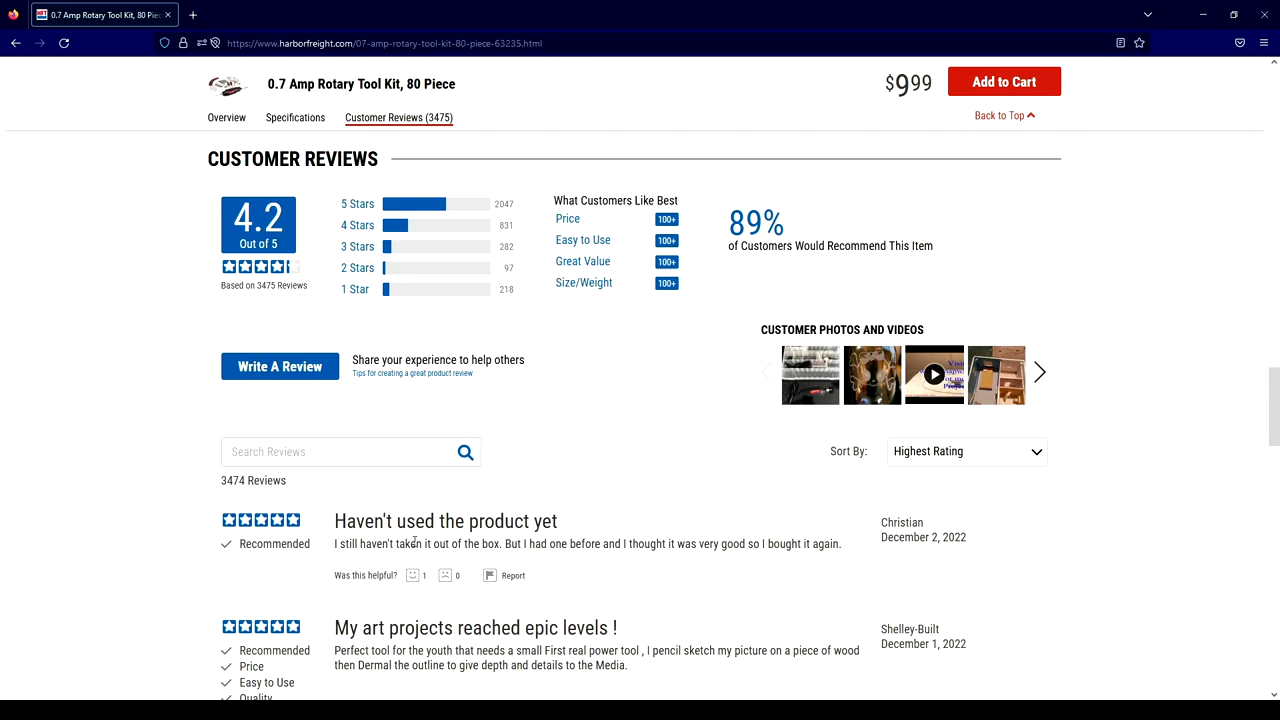 0.7 Amp Rotary Tool Kit, 80 Piec
https://www.harborfreight.com/07-amp-rotary-tool-kit-80-piece-63235.html
0.7 Amp Rotary Tool Kit, 80 Piece
$9.99
Add to Cart
Overview
Specifications
Customer Reviews (3475)
Back to Top
CUSTOMER REVIEWS
4.2
Out of 5
Based on 3475 Reviews
5 Stars 2047
4 Stars 831
3 Stars 282
2 Stars 97
1 Star 218
What Customers Like Best
Price 100+
Easy to Use 100+
Great Value 100+
Size/Weight 100+
89%
of Customers Would Recommend This Item
CUSTOMER PHOTOS AND VIDEOS
Write A Review
Share your experience to help others
Tips for creating a great product review
Search Reviews
Sort By:
Highest Rating
3474 Reviews
Recommended
Haven't used the product yet
I still haven't taken it out of the box. But I had one before and I thought it was very good so I bought it again.
Was this helpful? 1 0 Report
Christian
December 2, 2022
Recommended
Price
Easy to Use
Quality
My art projects reached epic levels !
Perfect tool for the youth that needs a small First real power tool , I pencil sketch my picture on a piece of wood
then Dermal the outline to give depth and details to the Media.
Shelley-Built
December 1, 2022